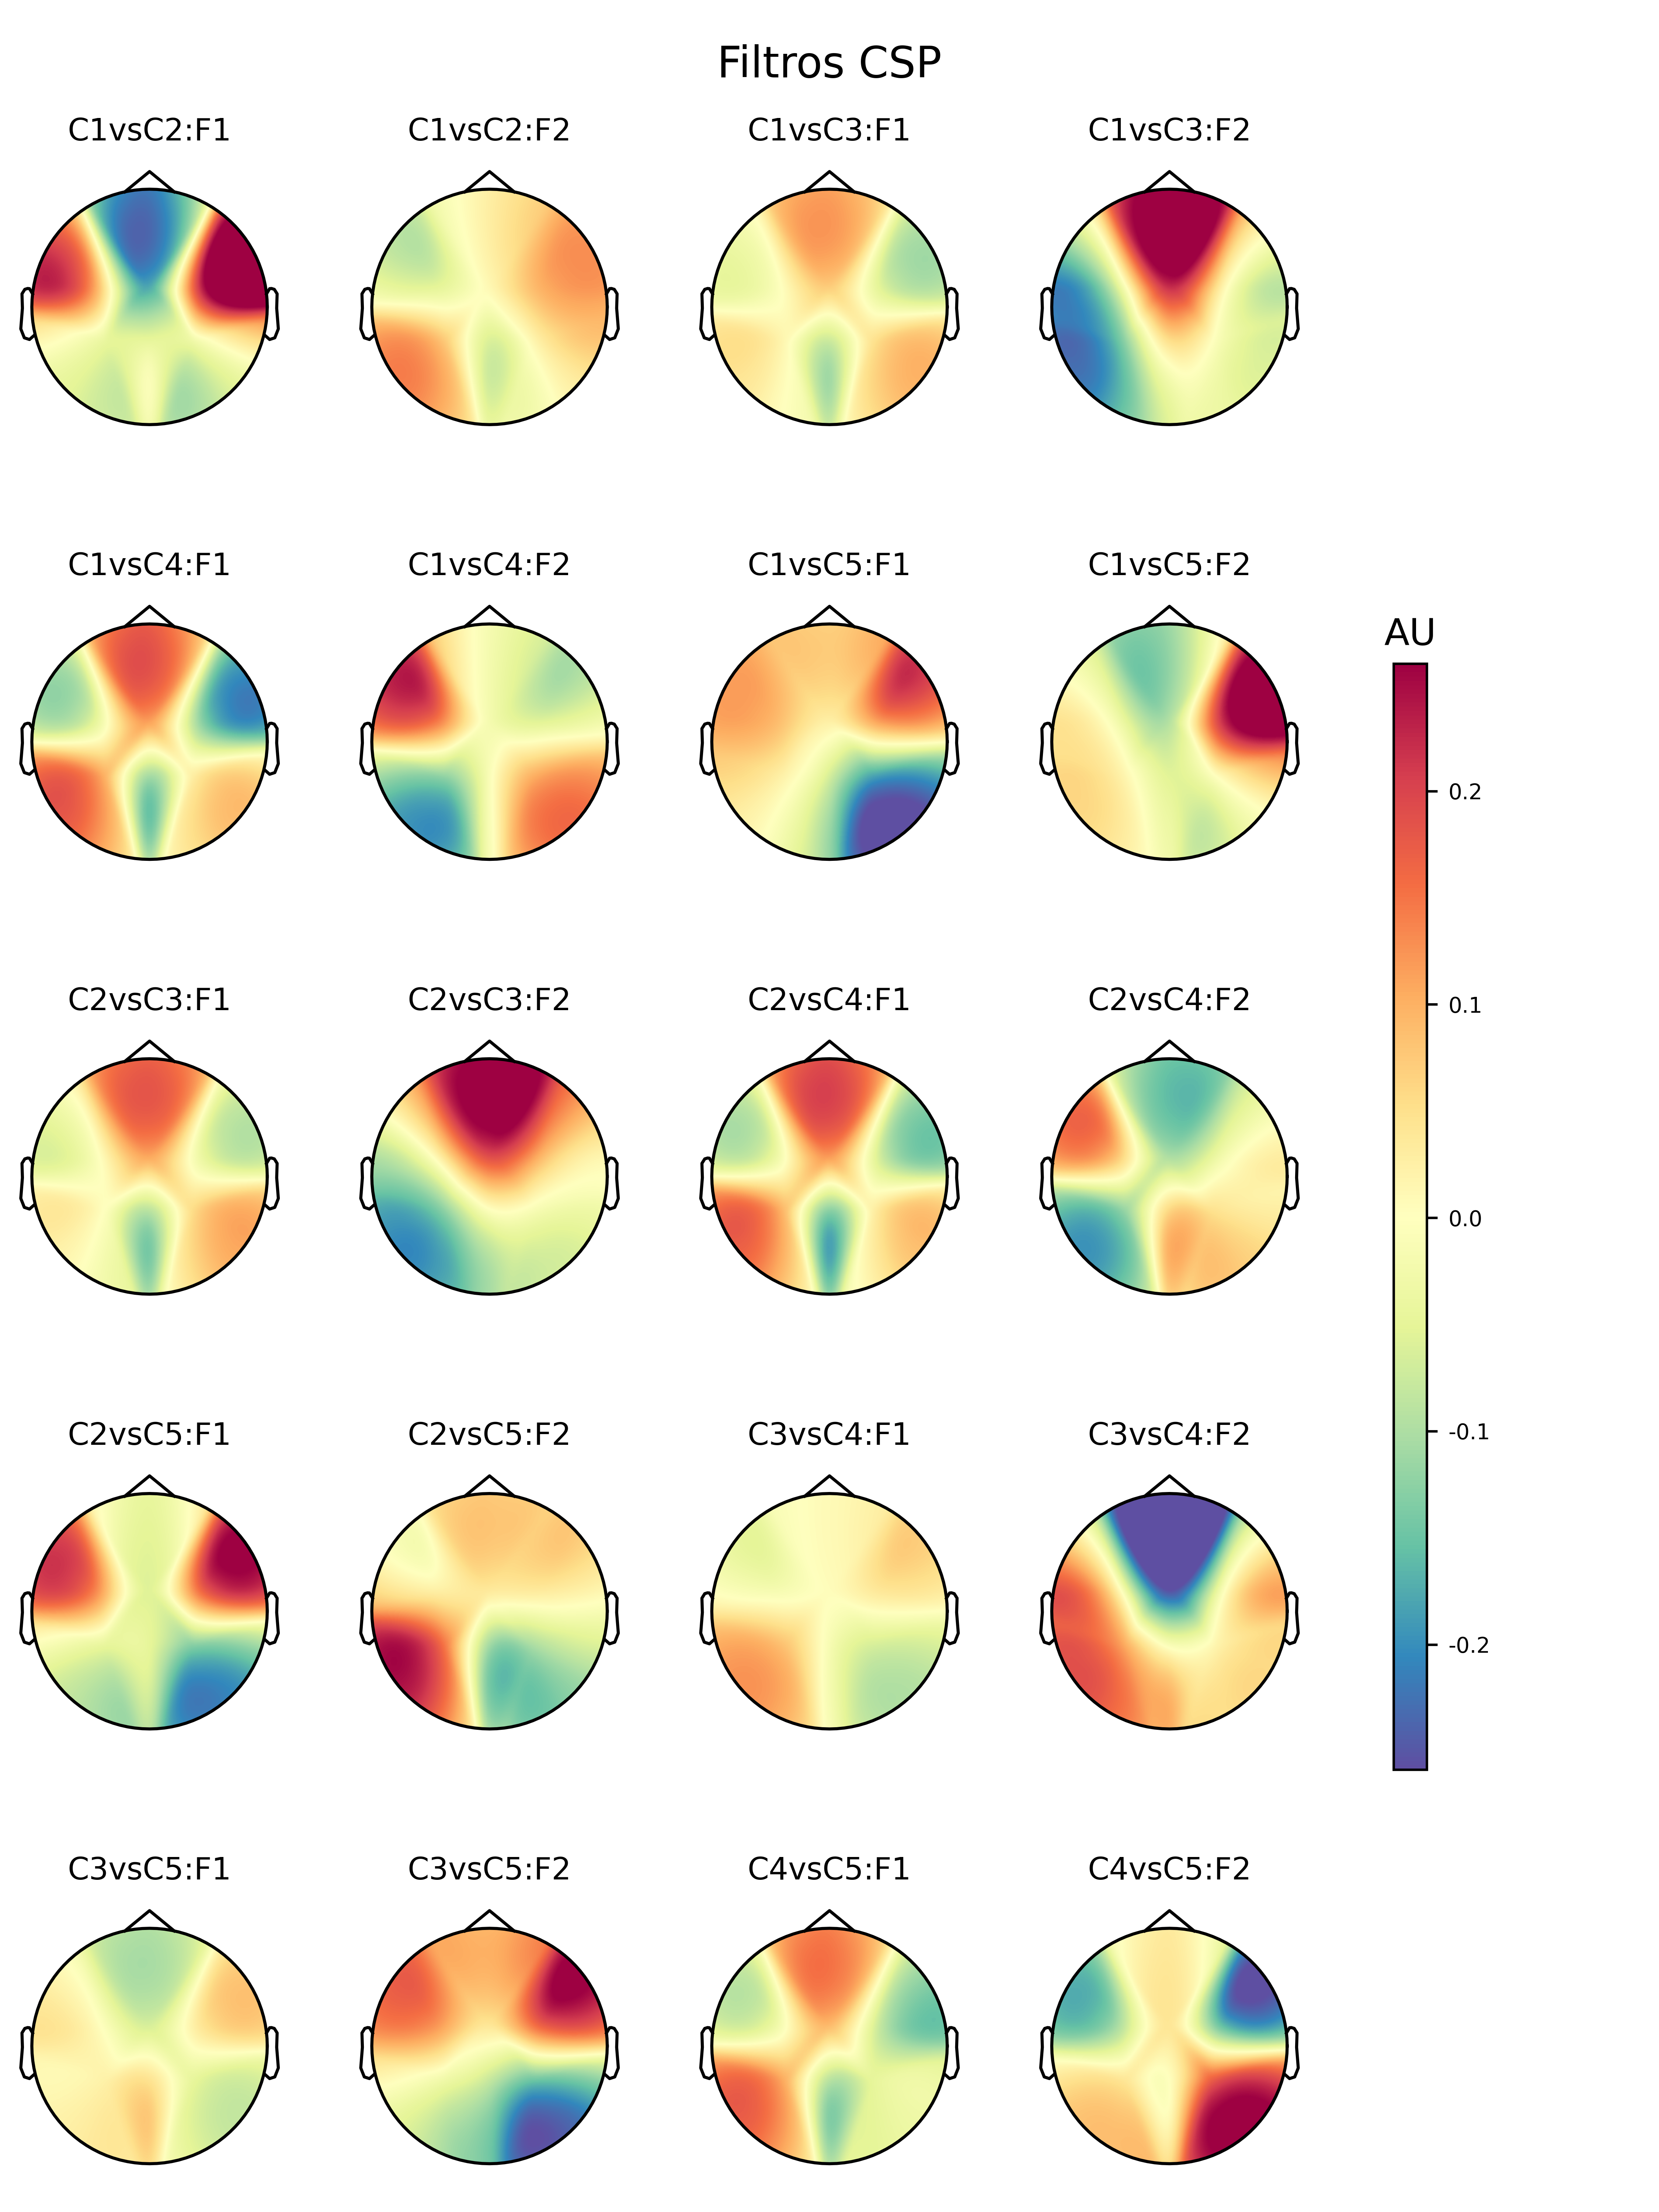 Filtros CSP
C1vsC2:F1 C1vsC2:F2 C1vsC3:F1 C1vsC3:F2
C1vsC4:F1 C1vsC4:F2 C1vsC5:F1 C1vsC5:F2
AU
0.2
0.1
0.0
-0.1
-0.2
C2vsC3:F1 C2vsC3:F2 C2vsC4:F1 C2vsC4:F2
C2vsC5:F1 C2vsC5:F2 C3vsC4:F1 C3vsC4:F2
C3vsC5:F1 C3vsC5:F2 C4vsC5:F1 C4vsC5:F2